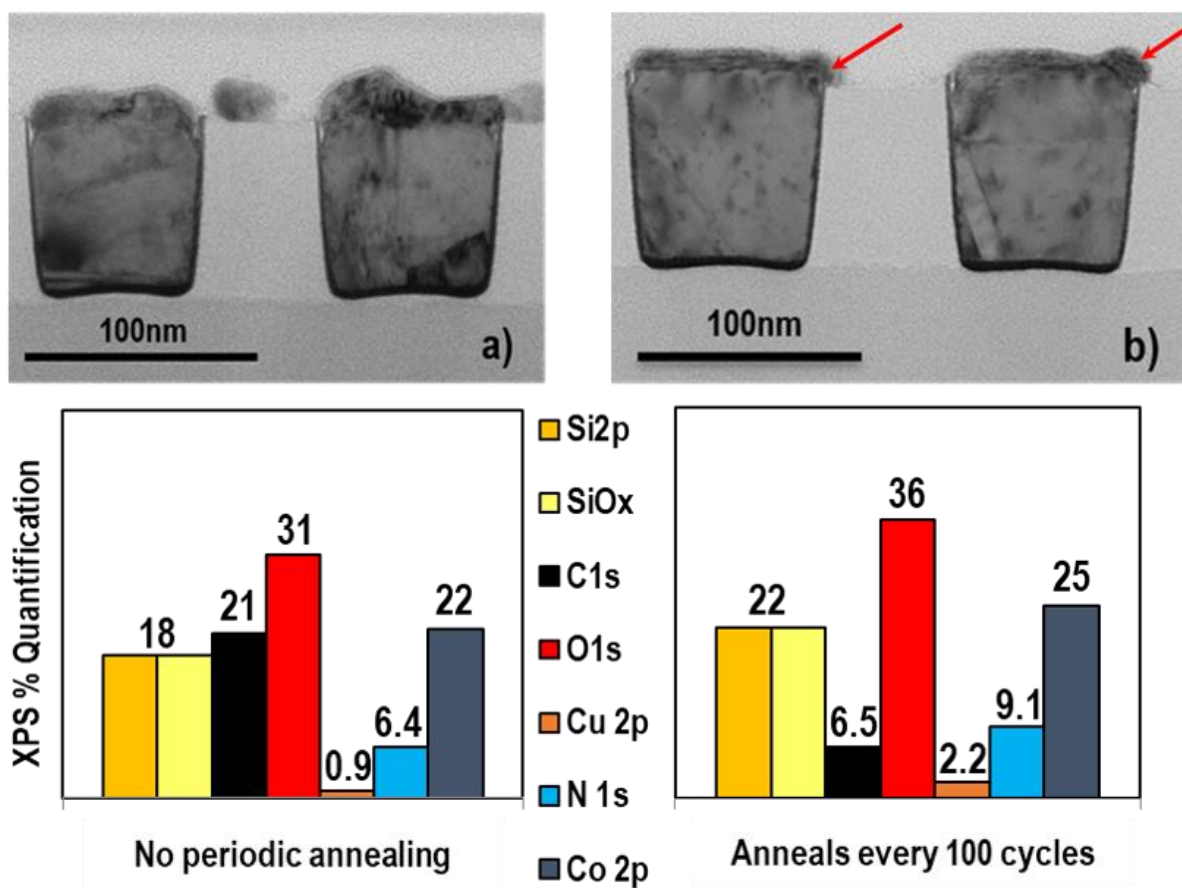 100nm
a)
100nm
b)
XPS % Quantification
18
21
31
0.9
6.4
22
No periodic annealing
Si2p
SiOx
C1s
O1s
Cu 2p
N 1s
Co 2p
22
6.5
36
2.2
9.1
25
Anneals every 100 cycles